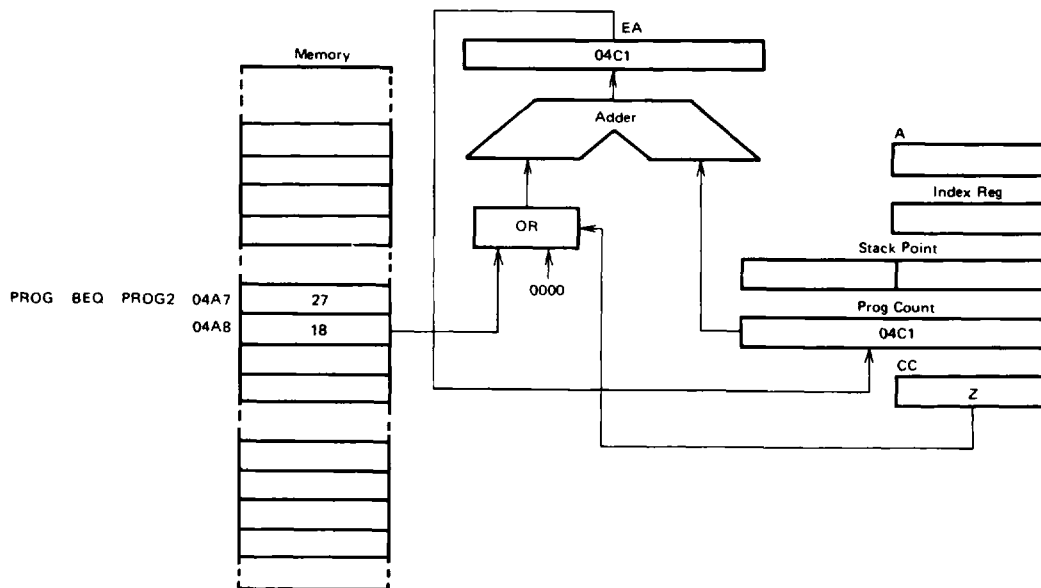 EA
Memory
04C1
Adder
A
Index Reg
OR
Stack Point
0000
PROG BEQ PROG2 04A7 27
Prog Count
04A8 18
04C1
CC
Z